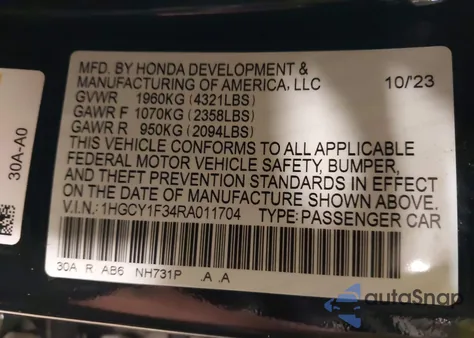 MFD. BY HONDA DEVELOPMENT &
MANUFACTURING OF AMERICA, LLC 10/'23
GVWR 1960KG (4321LBS)
GAWR F 1070KG (2358LBS)
GAWR R 950KG (2094LBS)
THIS VEHICLE CONFORMS TO ALL APPLICABLE
FEDERAL MOTOR VEHICLE SAFETY, BUMPER,
AND THEFT PREVENTION STANDARDS IN EFFECT
ON THE DATE OF MANUFACTURE SHOWN ABOVE.
V.I.N.: 1HGCY1F34RA011704 TYPE: PASSENGER CAR
30A R AB6 NH731P .A .A
30A-A0
autoSnap